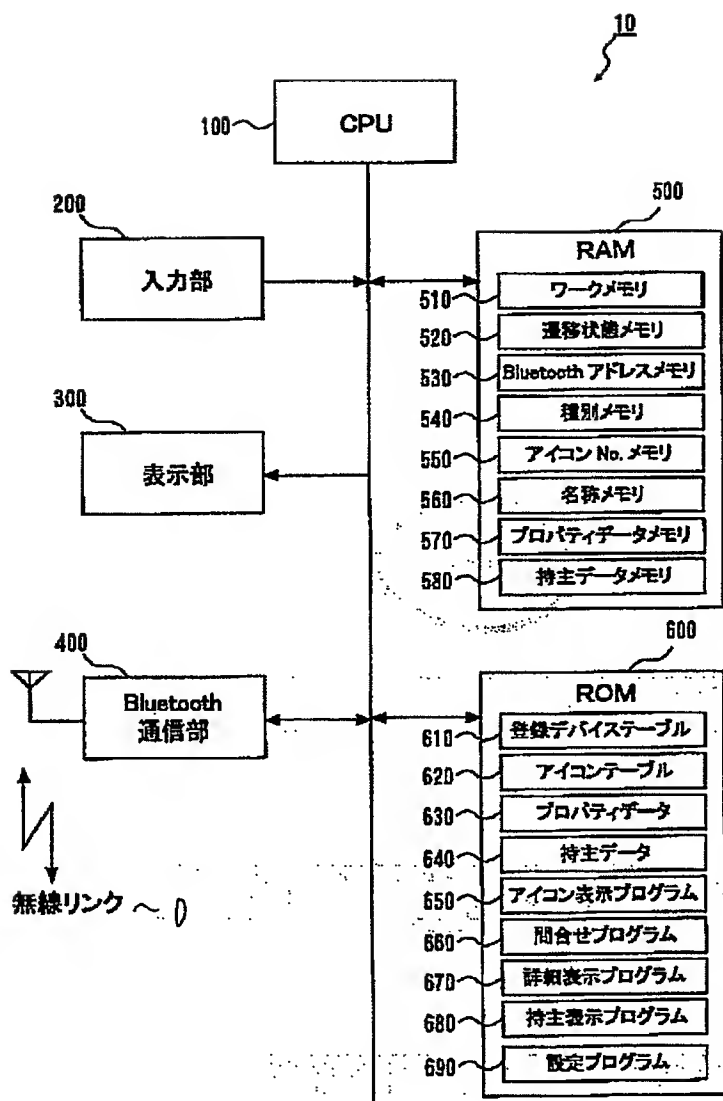 10
CPU
100
200
入力部
300
表示部
400
Bluetooth
通信部
無線リンク
500
RAM
510 ワークメモリ
520 遷移状態メモリ
530 Bluetooth アドレスメモリ
540 種別メモリ
550 アイコン No. メモリ
560 名称メモリ
570 プロパティデータメモリ
580 持主データメモリ
600
ROM
610 登録デバイステーブル
620 アイコンテーブル
630 プロパティデータ
640 持主データ
650 アイコン表示プログラム
660 問合せプログラム
670 詳細表示プログラム
680 持主表示プログラム
690 設定プログラム